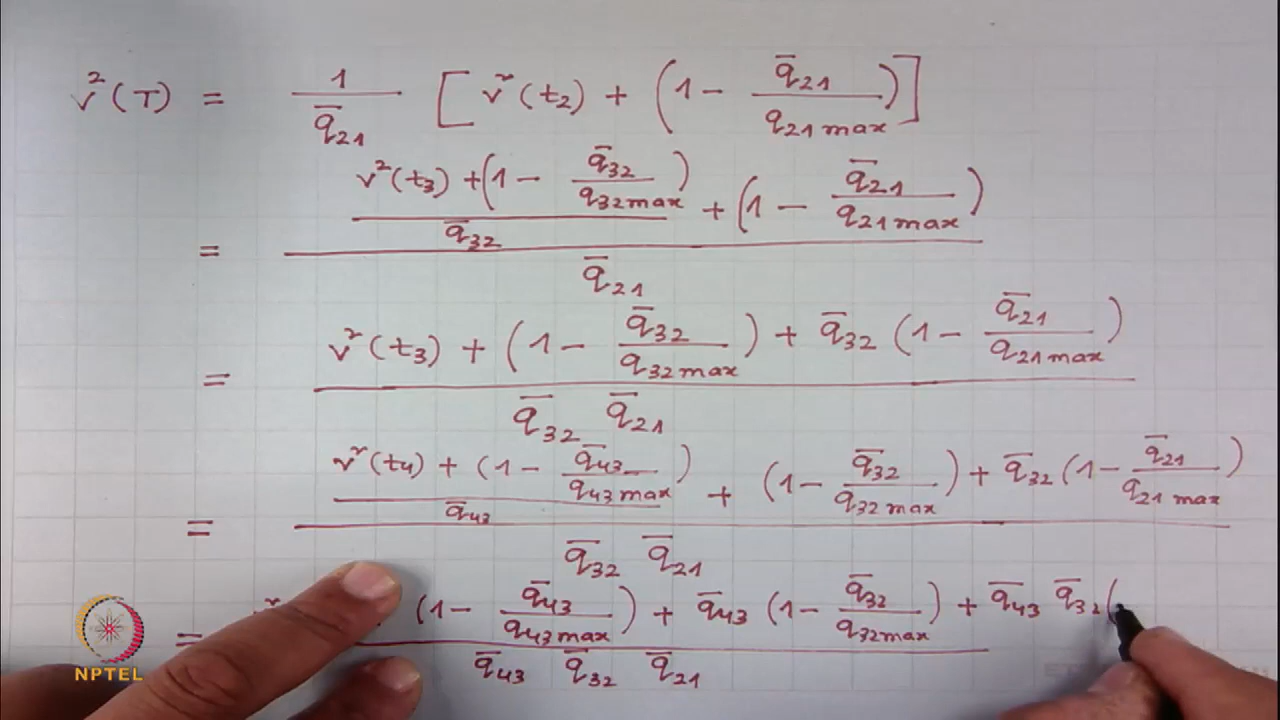 v²(T) = 1/q̄21 [ v²(t2) + (1 − q̄21/q21max) ]
= ((v²(t3) + (1 − q̄32/q32max))/q̄32 + (1 − q̄21/q21max))/q̄21
= (v²(t3) + (1 − q̄32/q32max) + q̄32 (1 − q̄21/q21max))/(q̄32 q̄21)
= ((v²(t4) + (1 − q̄43/q43max))/q̄43 + (1 − q̄32/q32max) + q̄32 (1 − q̄21/q21max))/(q̄32 q̄21)
= ((1 − q̄43/q43max) + q̄43 (1 − q̄32/q32max) + q̄43 q̄32 ()/(q̄43 q̄32 q̄21)
NPTEL